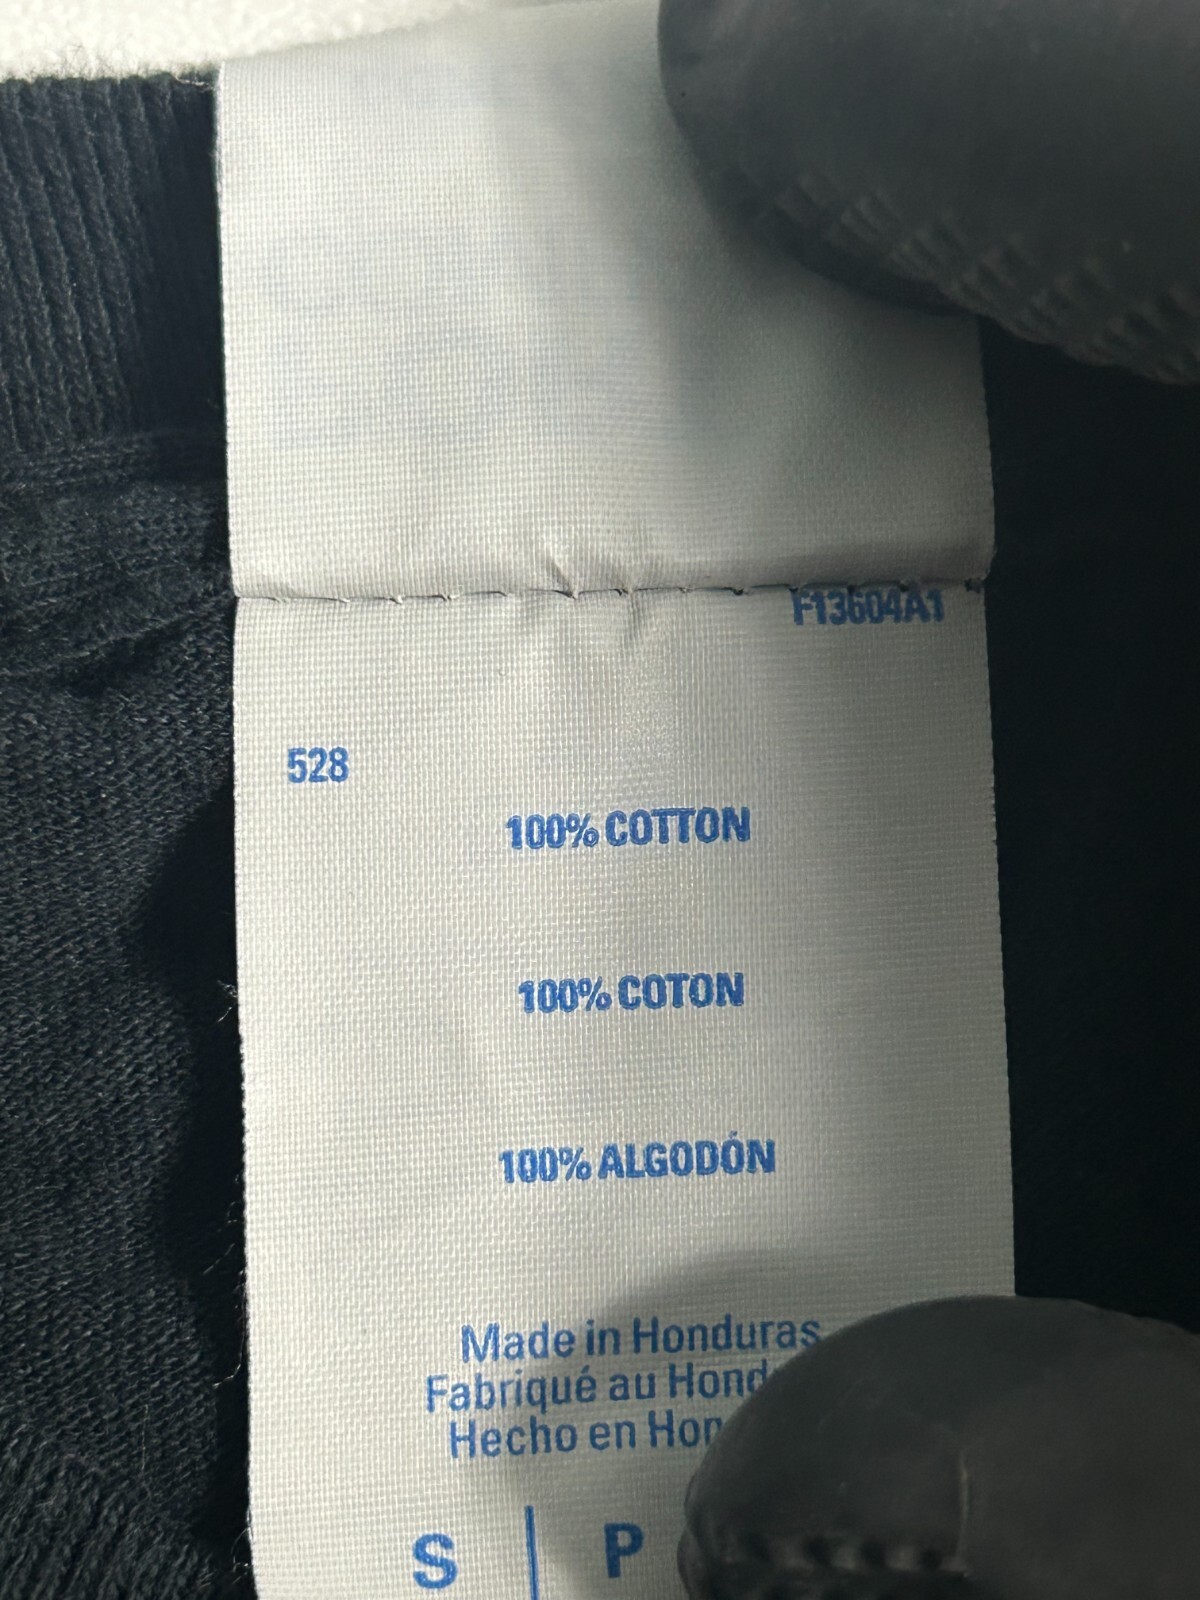 F13604A1
528
100% COTTON
100% COTON
100% ALGODÓN
Made in Honduras
Fabriqué au
Hecho en
S | P